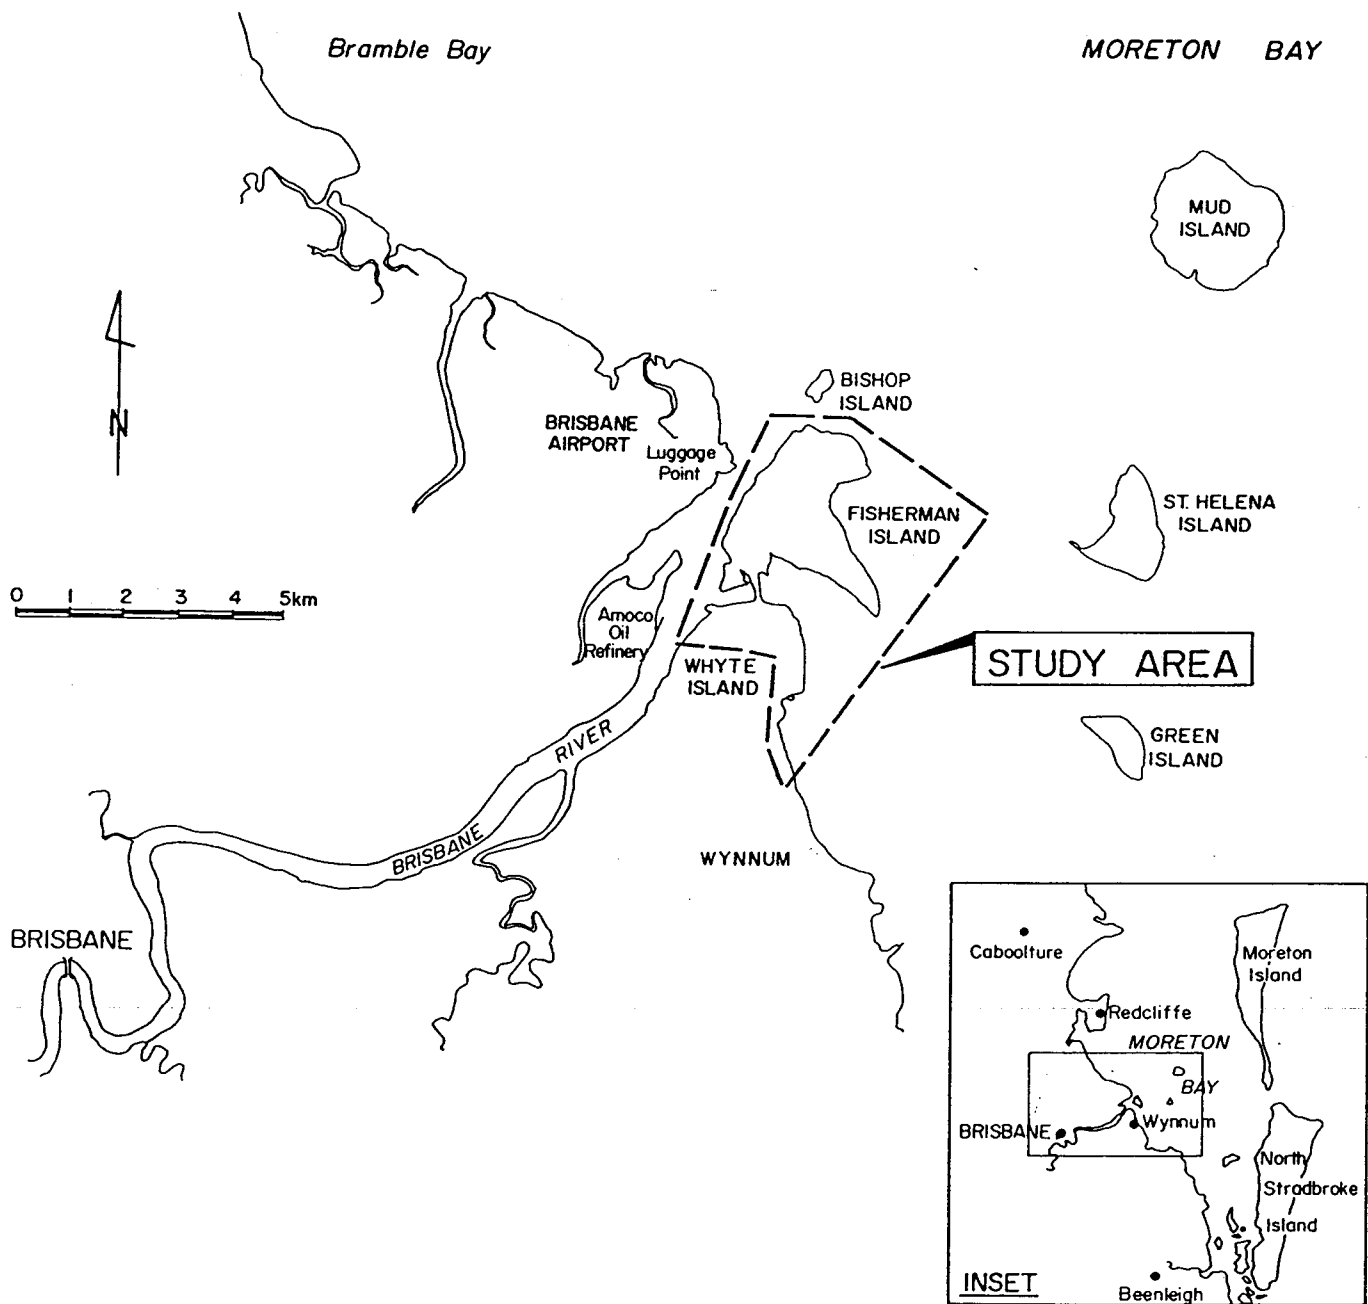 Bramble Bay
MORETON BAY
MUD
ISLAND
N
BISHOP
ISLAND
BRISBANE
AIRPORT
Luggage
Point
FISHERMAN
ISLAND
ST. HELENA
ISLAND
0 1 2 3 4 5km
Amoco
Oil
Refinery
WHYTE
ISLAND
STUDY AREA
GREEN
ISLAND
BRISBANE RIVER
WYNNUM
BRISBANE
Caboolture
Moreton
Island
Redcliffe
MORETON
BAY
BRISBANE
Wynnum
North
Stradbroke
Island
INSET
Beenleigh